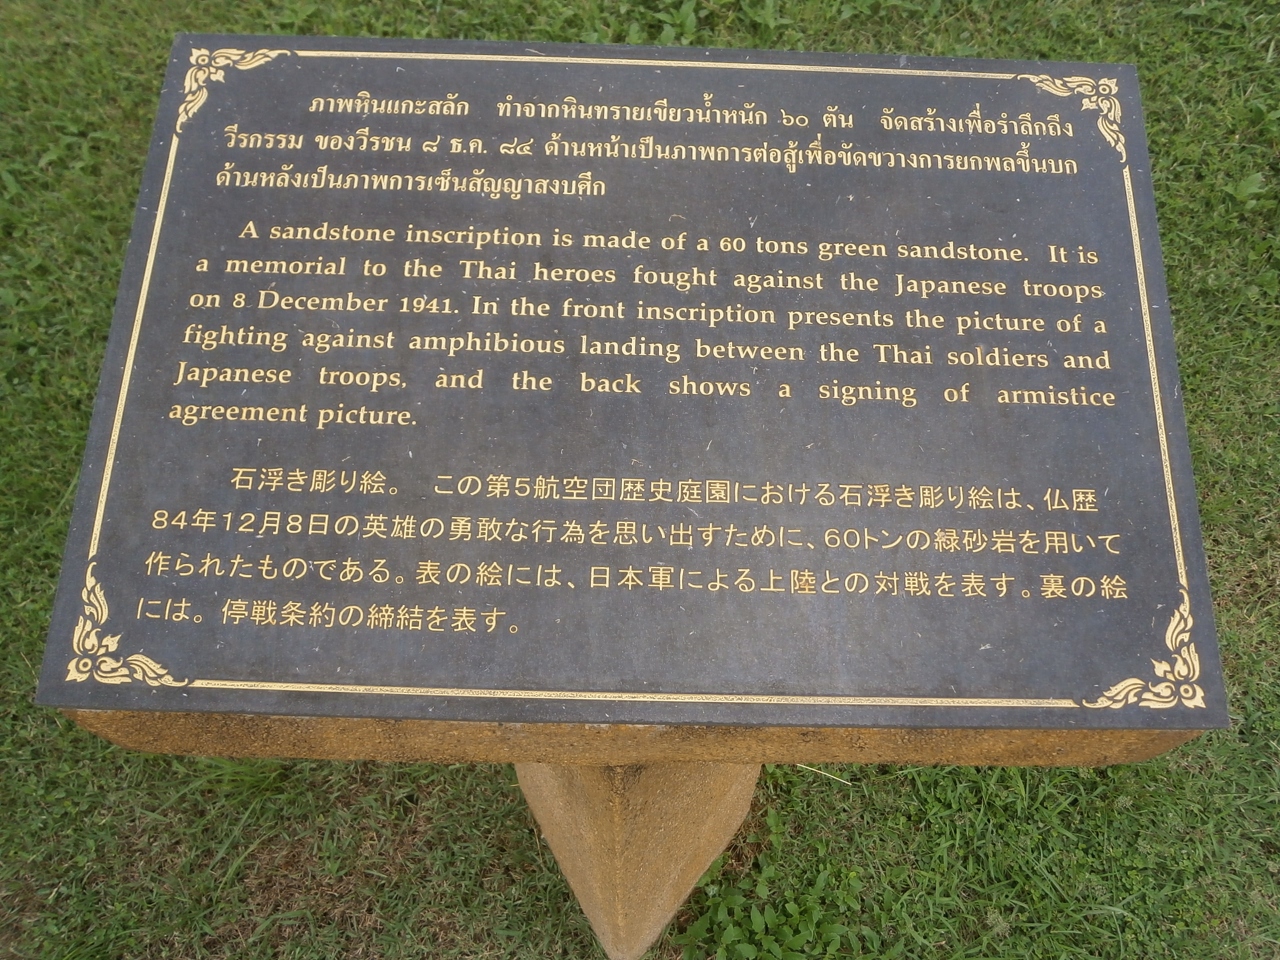 ภาพหินแกะสลัก ทำจากหินทรายเขียวน้ำหนัก ๖๐ ตัน จัดสร้างเพื่อรำลึกถึง
วีรกรรม ของวีรชน ๘ ธ.ค. ๘๔ ด้านหน้าเป็นภาพการต่อสู้เพื่อขัดขวางการยกพลขึ้นบก
ด้านหลังเป็นภาพการเซ็นสัญญาสงบศึก
A sandstone inscription is made of a 60 tons green sandstone. It is
a memorial to the Thai heroes fought against the Japanese troops
on 8 December 1941. In the front inscription presents the picture of a
fighting against amphibious landing between the Thai soldiers and
Japanese troops, and the back shows a signing of armistice
agreement picture.
石浮き彫り絵。 この第5航空団歴史庭園における石浮き彫り絵は、仏歴
84年12月8日の英雄の勇敢な行為を思い出すために、60トンの緑砂岩を用いて
作られたものである。表の絵には、日本軍による上陸との対戦を表す。裏の絵
には。停戦条約の締結を表す。